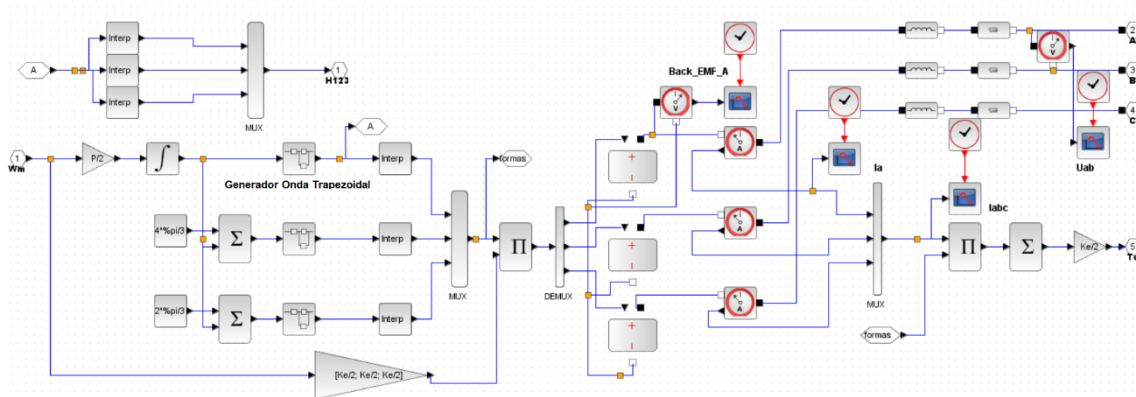 Interp
Interp
Interp
A
1
H123
MUX
1
Wm
P/2
∫
A
Interp
Generador Onda Trapezoidal
formas
4*%pi/3
Σ
Interp
2*%pi/3
Σ
Interp
MUX
[Ke/2; Ke/2; Ke/2]
Π
DEMUX
Back_EMF_A
V
A
A
A
Ia
MUX
Iabc
formas
Π
Σ
Ke/2
V
Uab
2
A
3
B
4
C
5